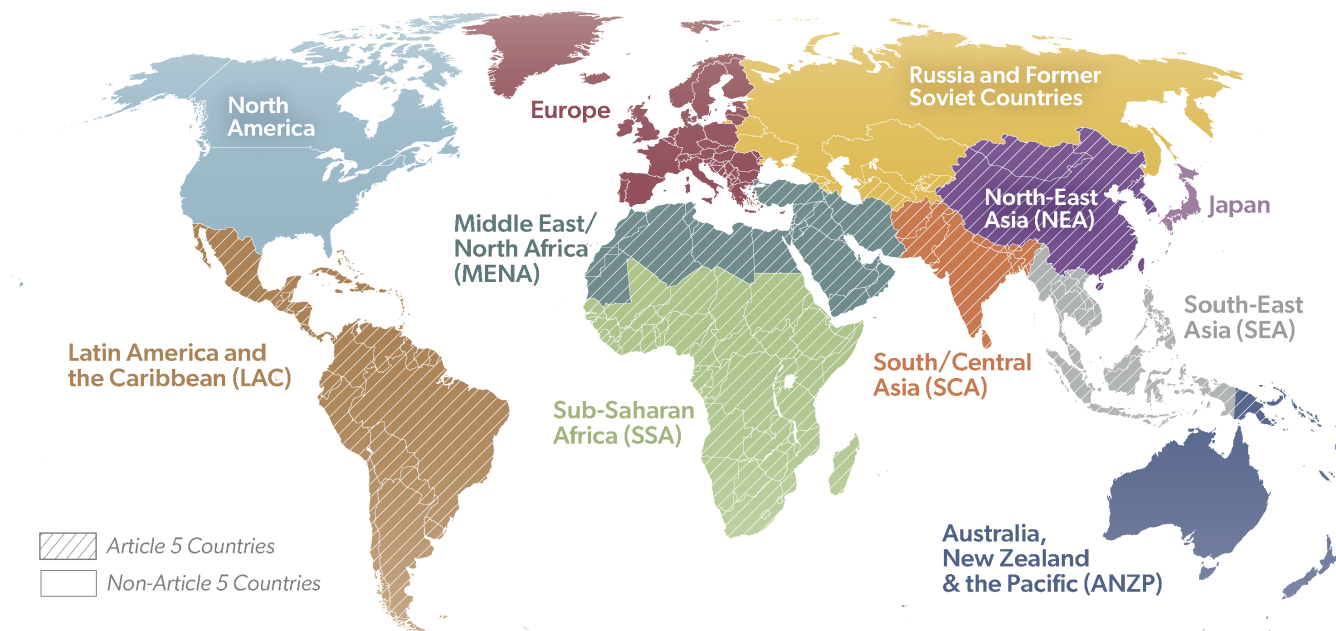 North
America
Europe
Russia and Former
Soviet Countries
North-East
Asia (NEA)
Japan
Middle East/
North Africa
(MENA)
South-East
Asia (SEA)
Latin America and
the Caribbean (LAC)
South/Central
Asia (SCA)
Sub-Saharan
Africa (SSA)
Australia,
New Zealand
& the Pacific (ANZP)
Article 5 Countries
Non-Article 5 Countries